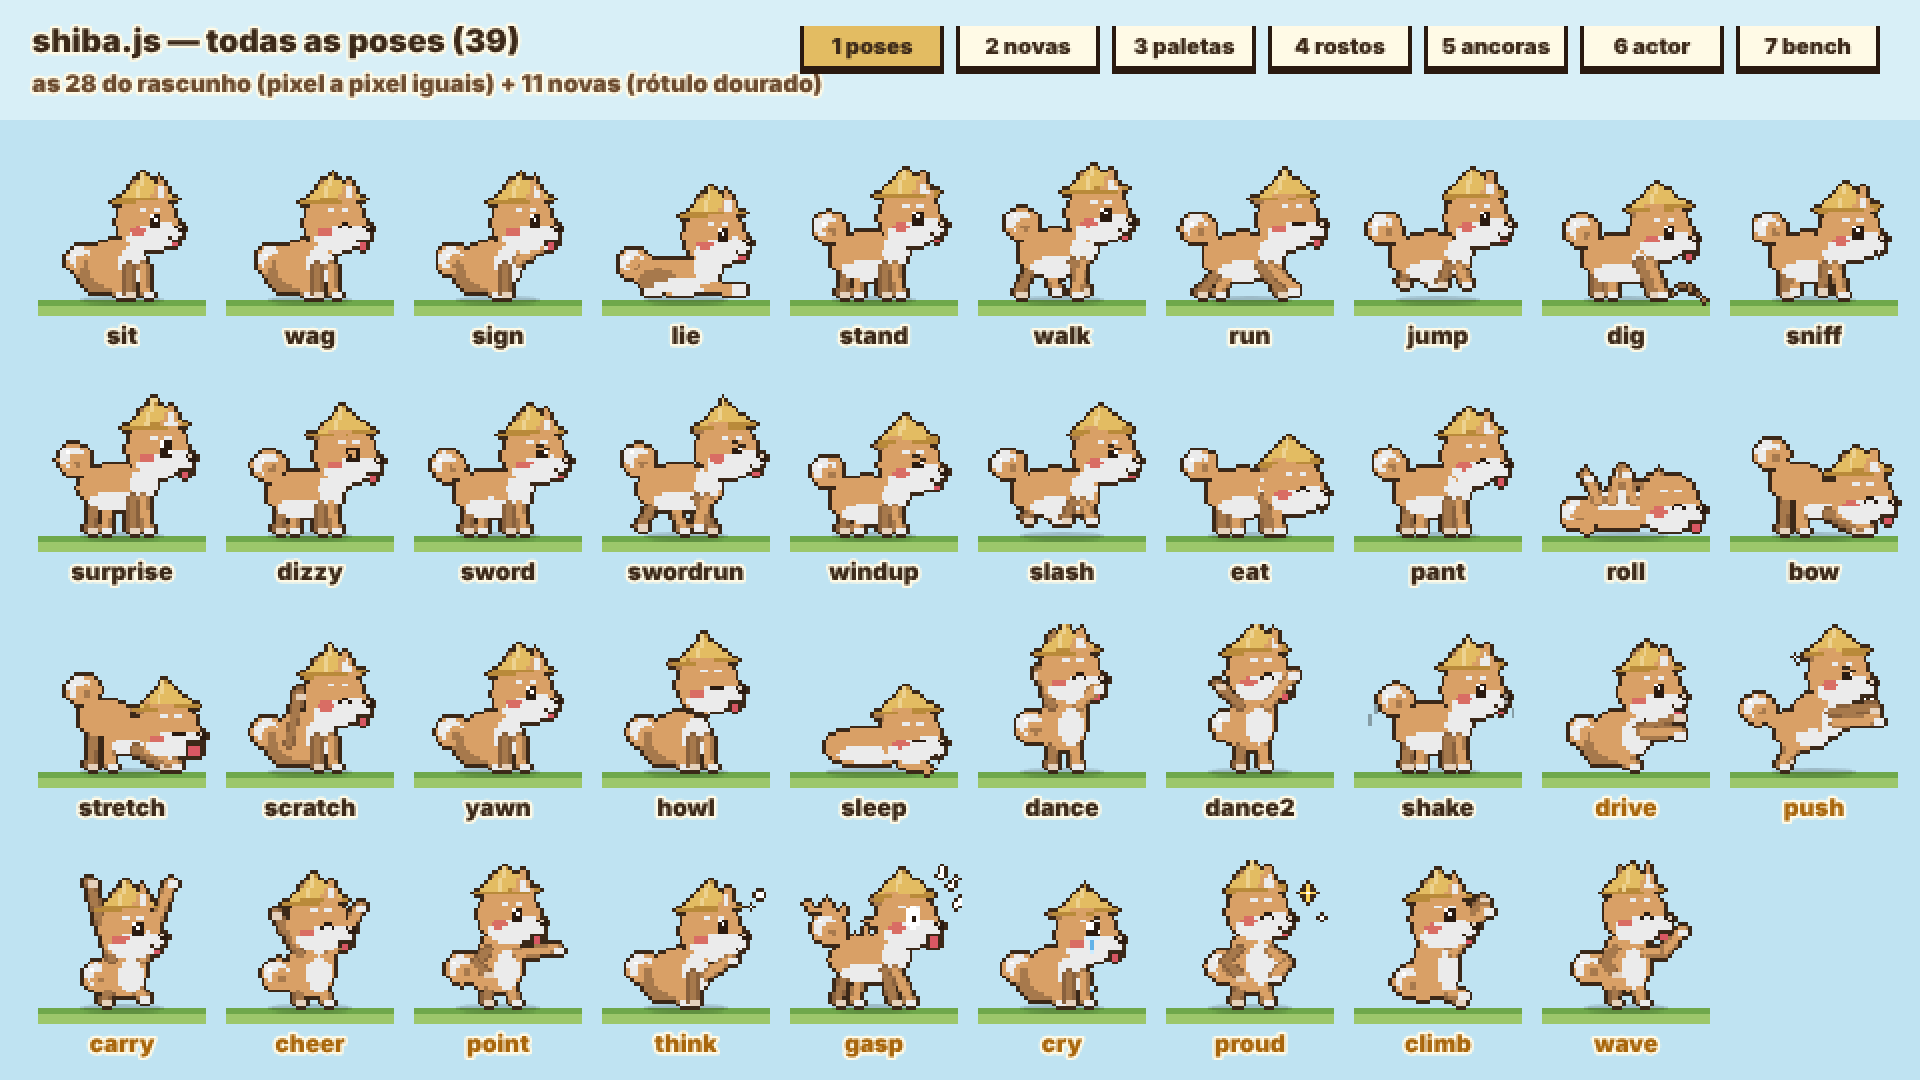 shiba.js — todas as poses (39)
1 poses
2 novas
3 paletas
4 rostos
5 ancoras
6 actor
7 bench
as 28 do rascunho (pixel a pixel iguais) + 11 novas (rótulo dourado)
sit wag sign lie stand walk run jump dig sniff
surprise dizzy sword swordrun windup slash eat pant roll bow
stretch scratch yawn howl sleep dance dance2 shake drive push
carry cheer point think gasp cry proud climb wave